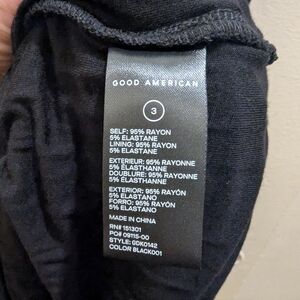 GOOD AMERICAN
3
SELF: 95% RAYON
5% ELASTANE
LINING: 95% RAYON
5% ELASTANE
EXTERIEUR: 95% RAYONNE
5% ÉLASTHANNE
DOUBLURE: 95% RAYONNE
5% ÉLASTHANNE
EXTERIOR: 95% RAYÓN
5% ELASTANO
FORRO: 95% RAYÓN
5% ELASTANO
MADE IN CHINA
RN# 151301
PO# 09115-00
STYLE: GDK0142
COLOR BLACK001